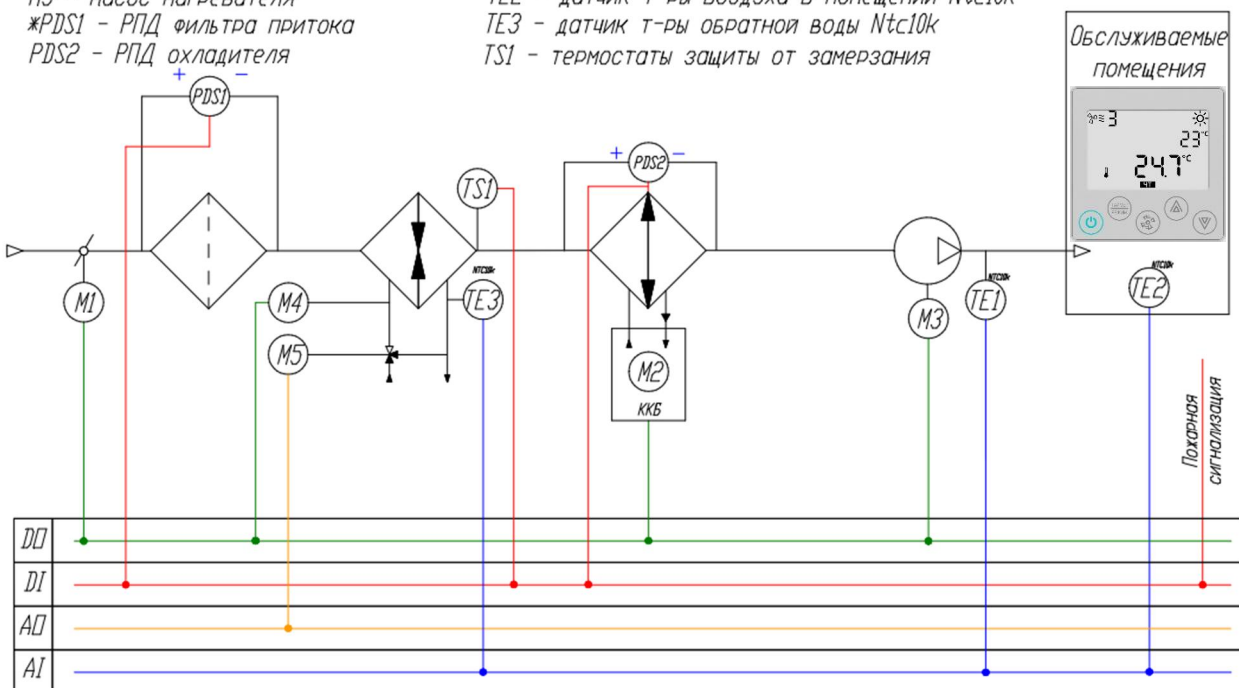 *PDS1 - РПД фильтра притока
PDS2 - РПД охладителя
TE3 - датчик т-ры обратной воды Ntc10k
TS1 - термостаты защиты от замерзания
Обслуживаемые
помещения
+ PDS1 -
3
23°C
24.7°C
TS1
+ PDS2 -
NTC10k
NTC10k
NTC10k
M1
M4
TE3
M3
TE1
TE2
M5
M2
ККБ
Пожарная
сигнализация
DO
DI
AO
AI